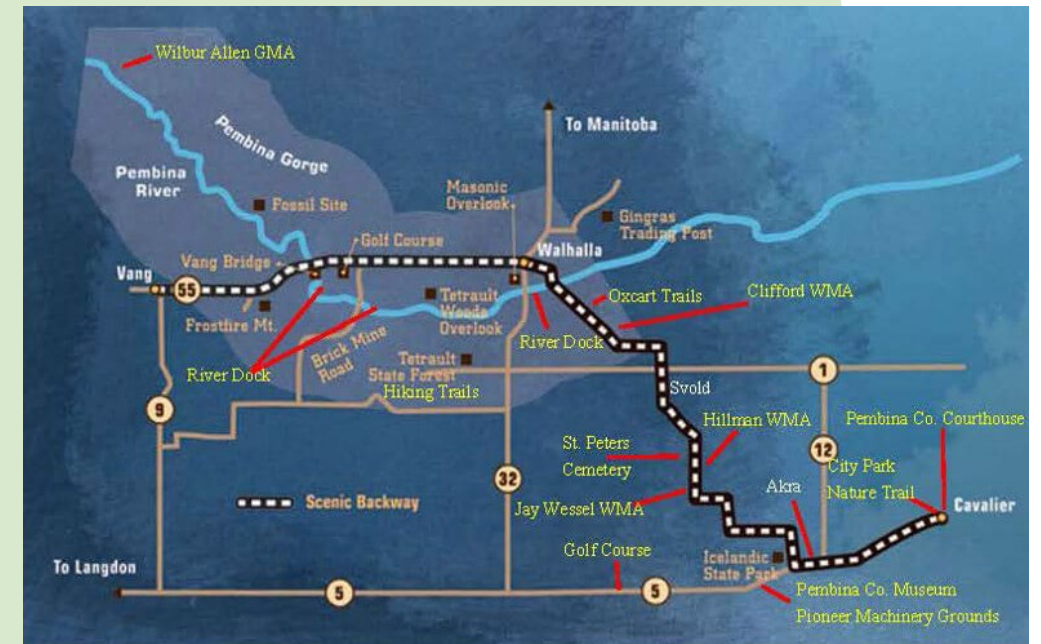 Wilbur Allen GMA
Pembina Gorge
To Manitoba
Pembina
River
Masonic
Overlook
Fossil Site
Gingras
Trading Post
Golf Course
Walhalla
Vang Bridge
Vang
55
Oxcart Trails
Clifford WMA
Tetrault
Woods
Overlook
Frostfire Mt.
River Dock
Brick Mine
Road
Tetrault
State Forest
River Dock
1
Hiking Trails
Svold
9
Hillman WMA
Pembina Co. Courthouse
St. Peters
Cemetery
12
32
City Park
Nature Trail
Akra
Scenic Backway
Jay Wessel WMA
Cavalier
Golf Course
Icelandic
State Park
To Langdon
5
5
Pembina Co. Museum
Pioneer Machinery Grounds